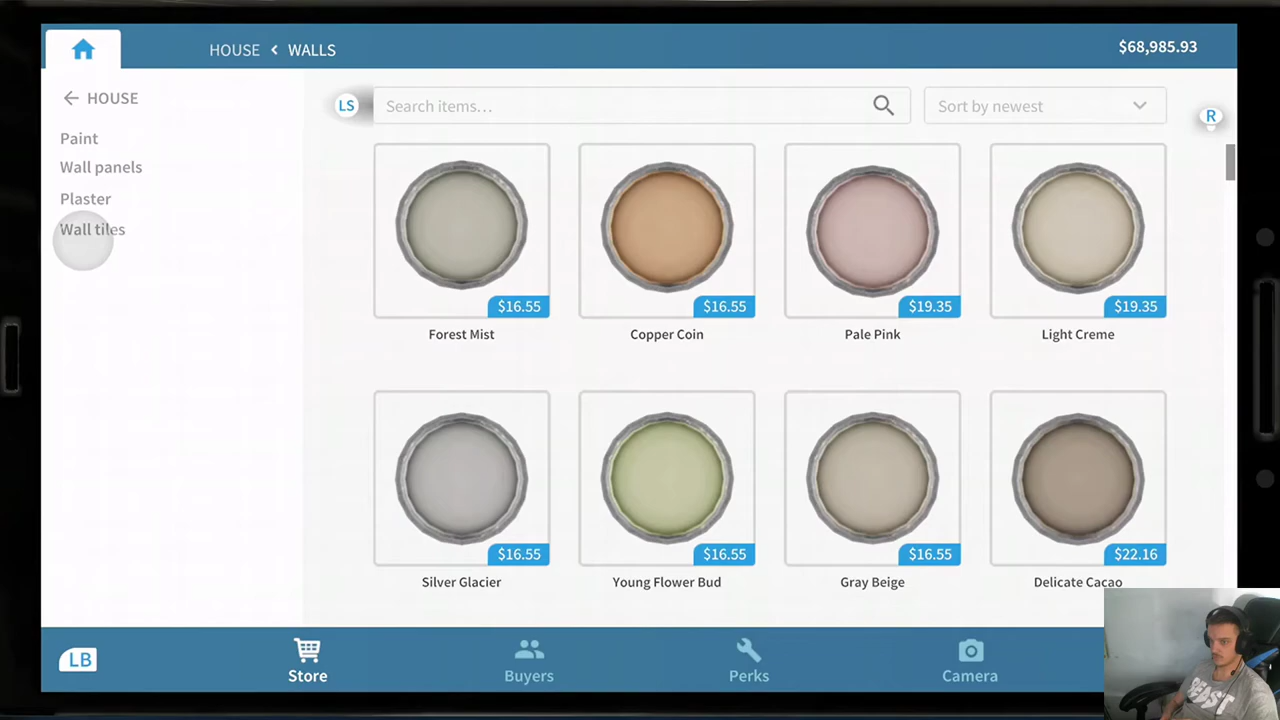 HOUSE < WALLS
$68,985.93
← HOUSE
Paint
Wall panels
Plaster
Wall tiles
LS
Search items...
Sort by newest
R
$16.55
$16.55
$19.35
$19.35
Forest Mist
Copper Coin
Pale Pink
Light Creme
$16.55
$16.55
$16.55
$22.16
Silver Glacier
Young Flower Bud
Gray Beige
Delicate Cacao
LB
Store
Buyers
Perks
Camera
BEAST